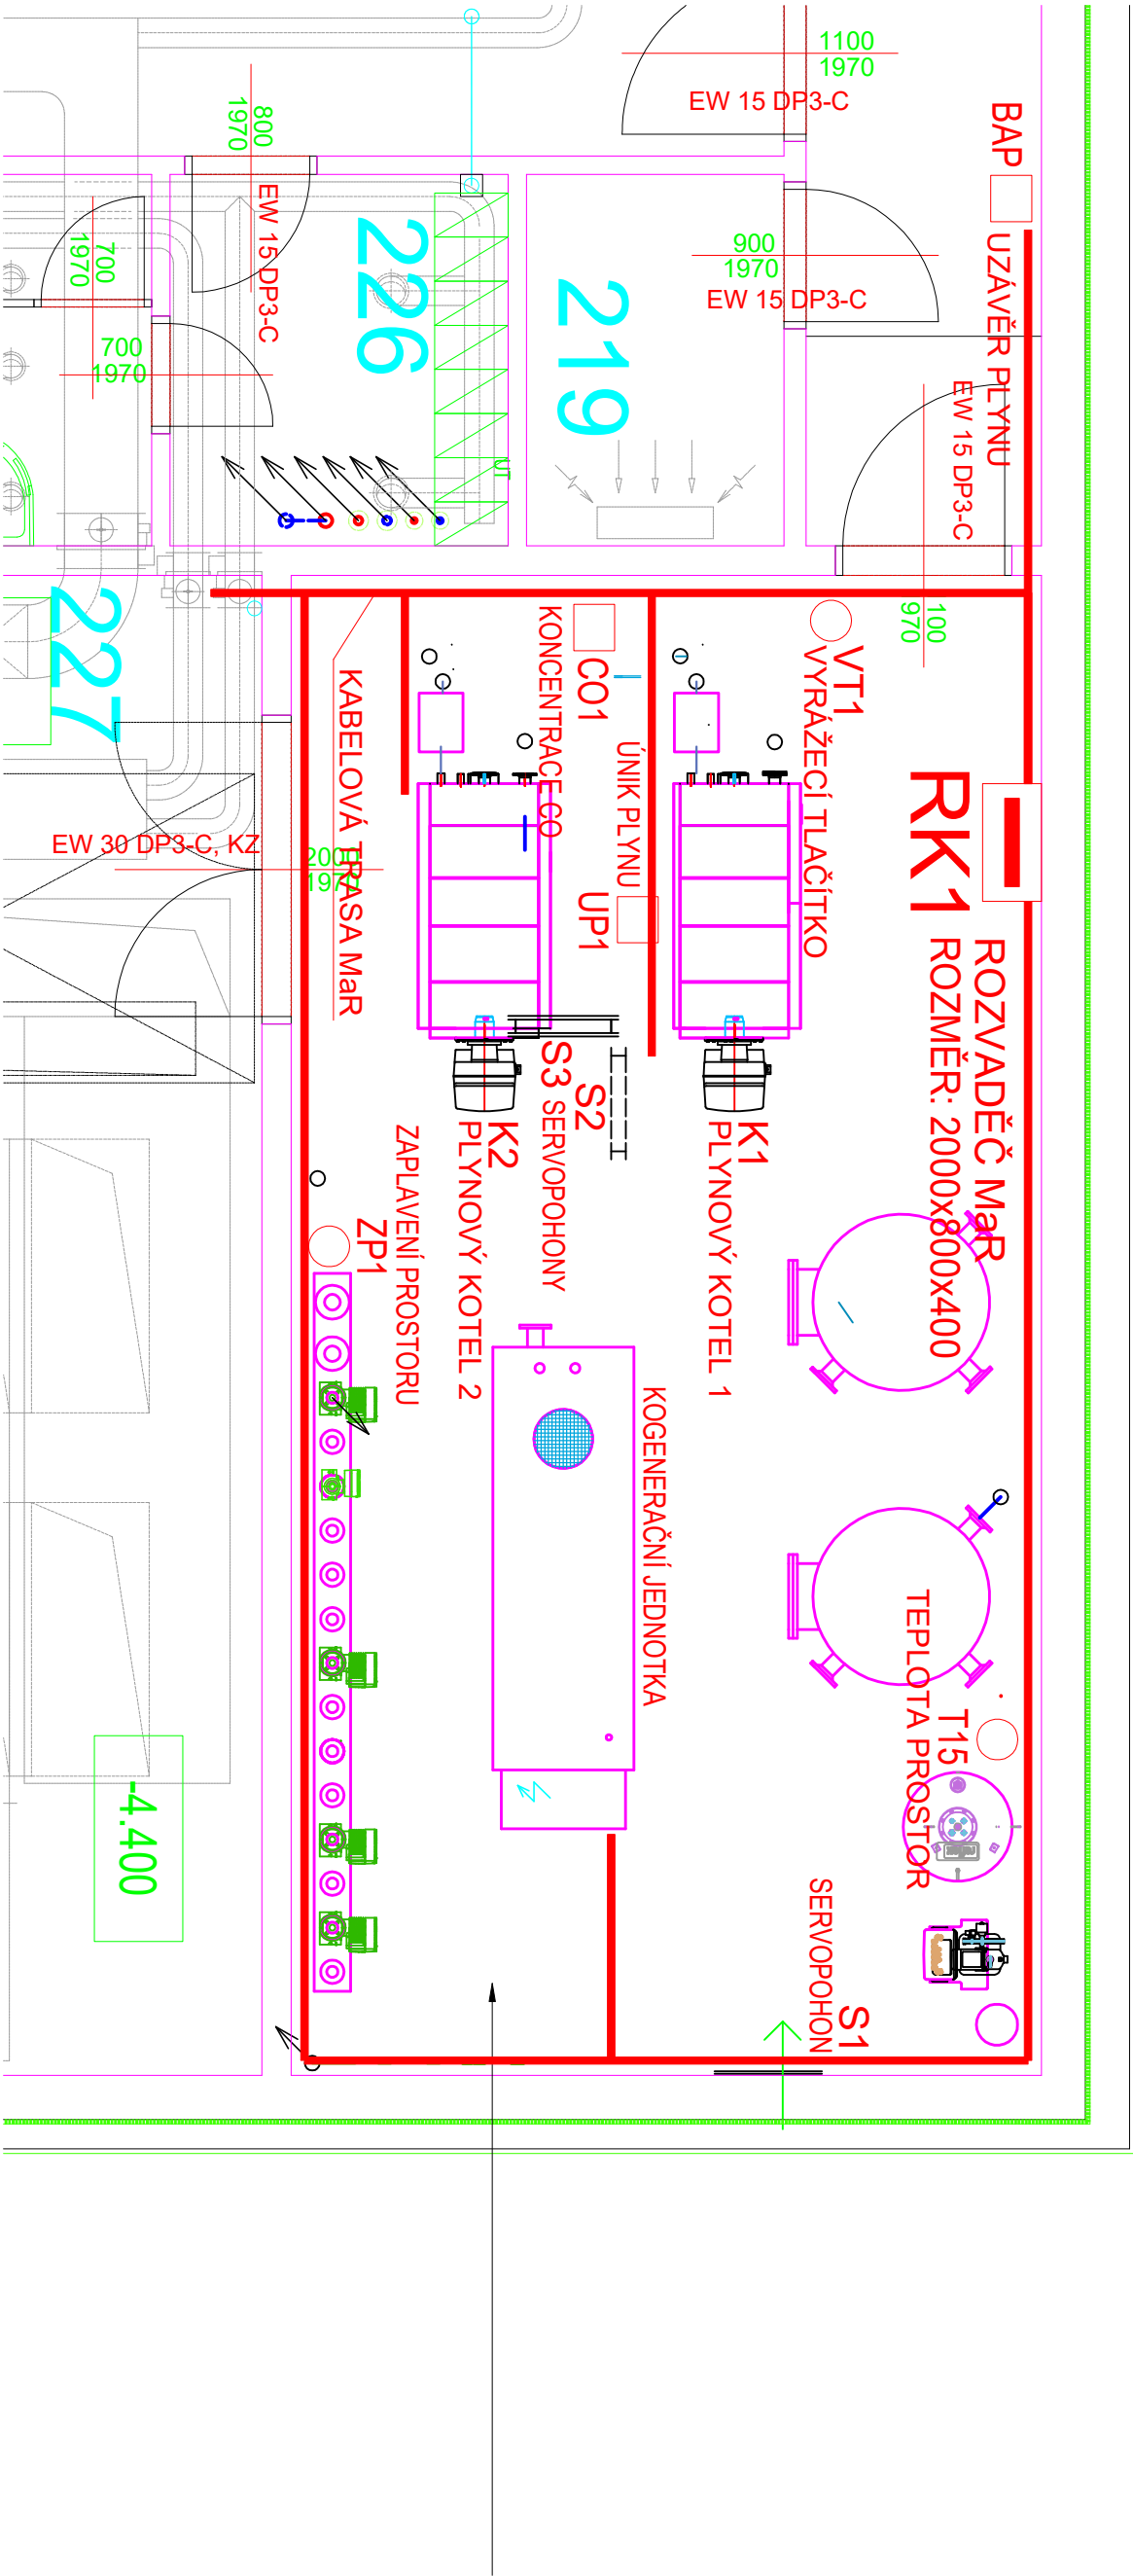 1100
1970
EW 15 DP3-C
BAP
UZÁVĚR PLYNU
800
1970
EW 15 DP3-C
700
1970
700
1970
226
219
900
1970
EW 15 DP3-C
EW 15 DP3-C
UT
100
970
227
KABELOVÁ TRASA MaR
KONCENTRACE CO
CO1
ÚNIK PLYNU
UP1
VT1
VYRÁŽECÍ TLAČÍTKO
RK1
ROZVADĚČ MaR
ROZMĚR: 2000x800x400
EW 30 DP3-C, KZ
2000
1970
S3
SERVOPOHONY
S2
K2
PLYNOVÝ KOTEL 2
K1
PLYNOVÝ KOTEL 1
ZAPLAVENÍ PROSTORU
ZP1
KOGENERAČNÍ JEDNOTKA
T15
TEPLOTA PROSTOR
-4.400
S1
SERVOPOHON